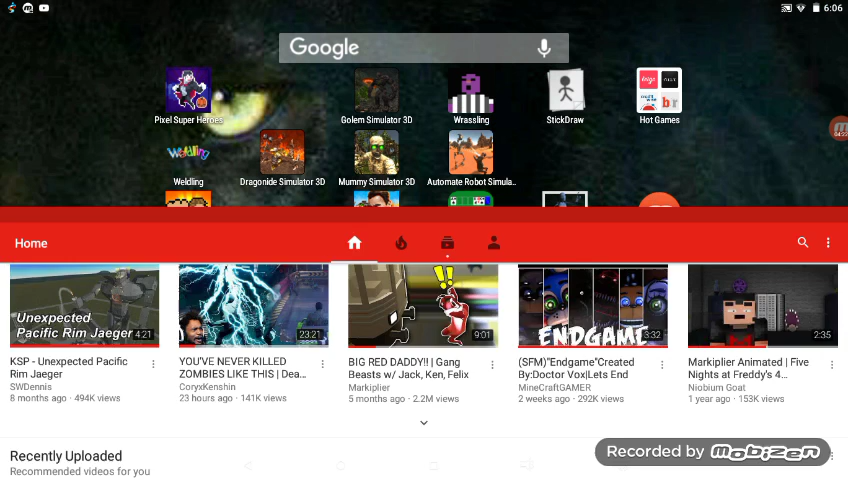 6:06
Google
Pixel Super Heroes
Golem Simulator 3D
Wrassling
StickDraw
Hot Games
04:22
Weldling
Weldling
Dragonide Simulator 3D
Mummy Simulator 3D
Automate Robot Simula..
Home
Unexpected
Pacific Rim Jaeger
4:21
23:21
9:01
ENDGAME
3:32
2:35
KSP - Unexpected Pacific
Rim Jaeger
SWDennis
8 months ago · 494K views
YOU'VE NEVER KILLED
ZOMBIES LIKE THIS | Dea...
CoryxKenshin
23 hours ago · 141K views
BIG RED DADDY!! | Gang
Beasts w/ Jack, Ken, Felix
Markiplier
5 months ago · 2.2M views
(SFM)"Endgame"Created
By:Doctor Vox|Lets End
MineCraftGAMER
2 weeks ago · 292K views
Markiplier Animated | Five
Nights at Freddy's 4...
Niobium Goat
1 year ago · 153K views
Recently Uploaded
Recommended videos for you
Recorded by Mobizen